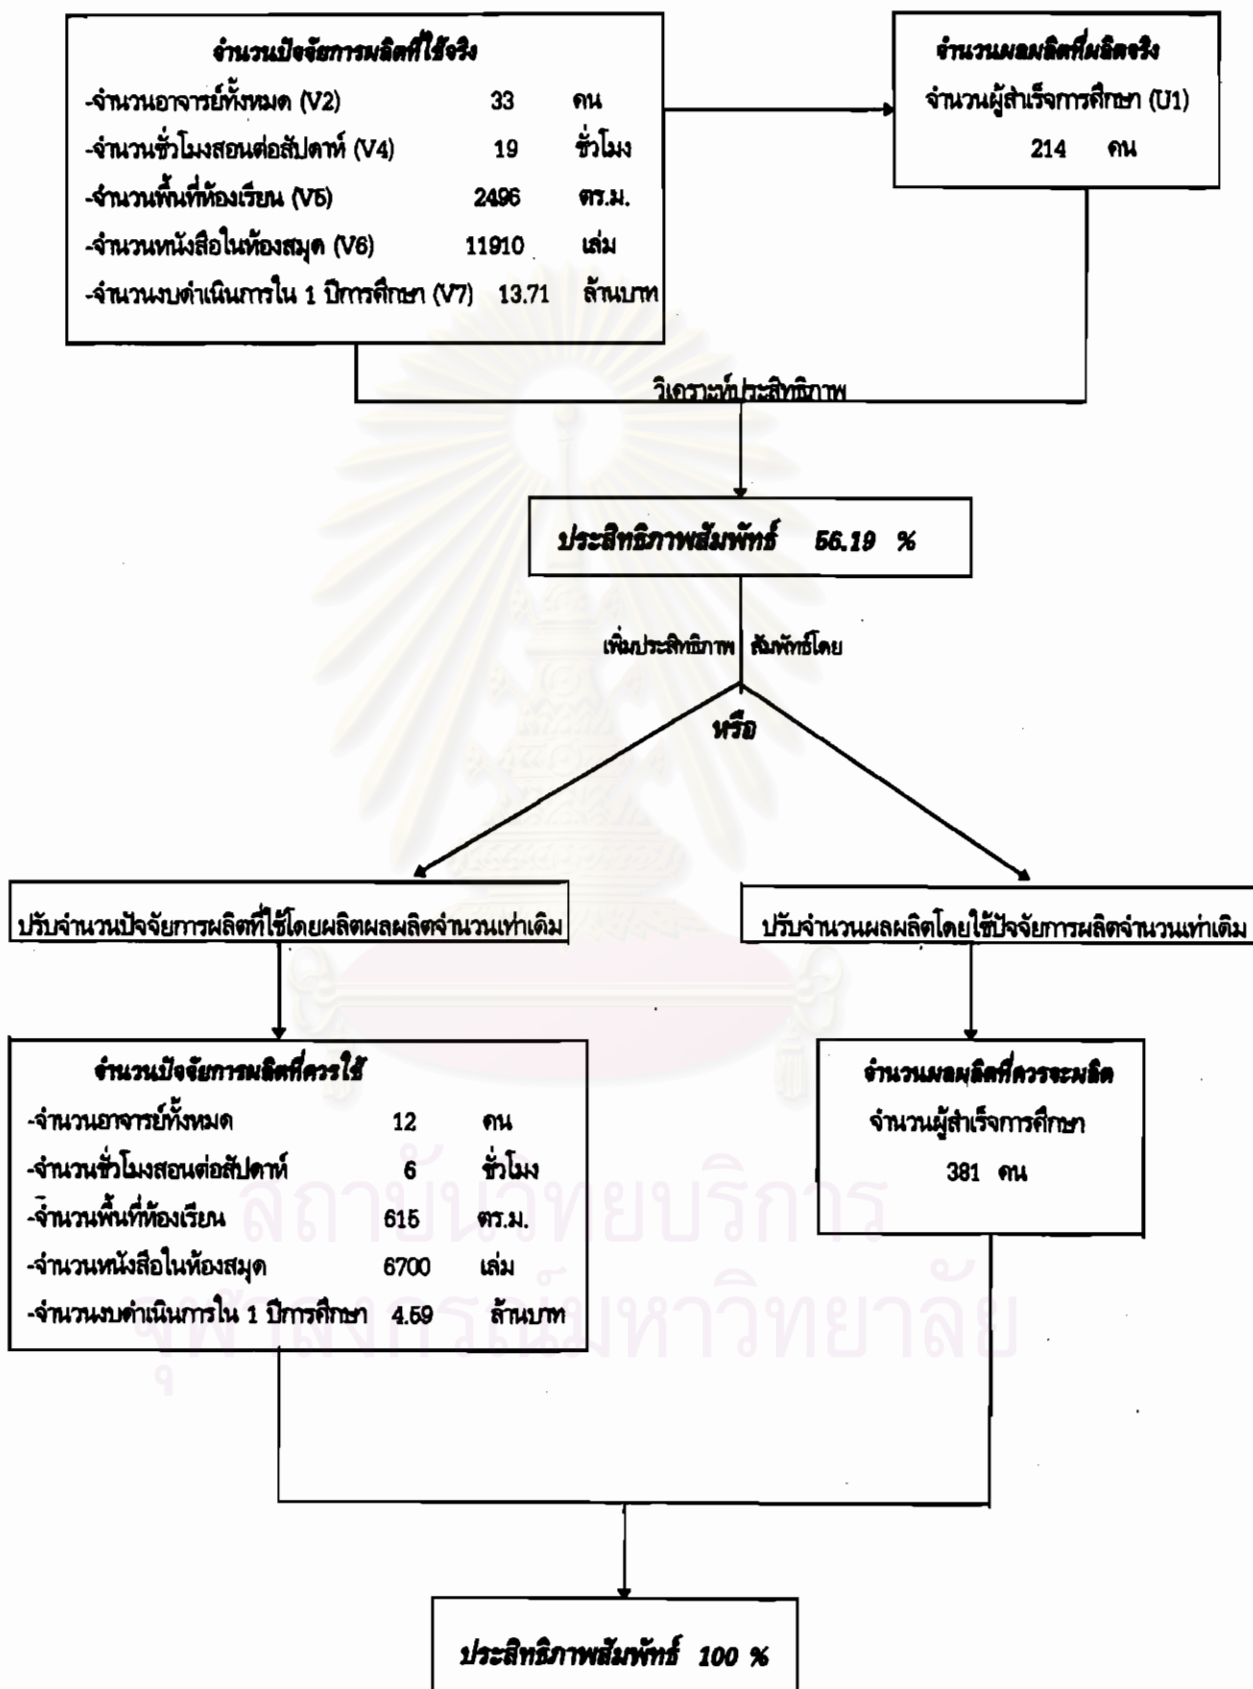 จำนวนปัจจัยการผลิตที่ใช้จริง
-จำนวนอาจารย์ทั้งหมด (V2) 33 คน
-จำนวนชั่วโมงสอนต่อสัปดาห์ (V4) 19 ชั่วโมง
-จำนวนพื้นที่ห้องเรียน (V5) 2496 ตร.ม.
-จำนวนหนังสือในห้องสมุด (V6) 11910 เล่ม
-จำนวนงบดำเนินการใน 1 ปีการศึกษา (V7) 13.71 ล้านบาท
จำนวนผลผลิตที่ผลิตจริง
จำนวนผู้สำเร็จการศึกษา (U1)
214 คน
วิเคราะห์ประสิทธิภาพ
ประสิทธิภาพสัมพัทธ์ 56.19 %
เพิ่มประสิทธิภาพ สัมพัทธ์โดย
หรือ
ปรับจำนวนปัจจัยการผลิตที่ใช้โดยผลิตผลผลิตจำนวนเท่าเดิม
ปรับจำนวนผลผลิตโดยใช้ปัจจัยการผลิตจำนวนเท่าเดิม
จำนวนปัจจัยการผลิตที่ควรใช้
-จำนวนอาจารย์ทั้งหมด 12 คน
-จำนวนชั่วโมงสอนต่อสัปดาห์ 6 ชั่วโมง
-จำนวนพื้นที่ห้องเรียน 615 ตร.ม.
-จำนวนหนังสือในห้องสมุด 6700 เล่ม
-จำนวนงบดำเนินการใน 1 ปีการศึกษา 4.59 ล้านบาท
จำนวนผลผลิตที่ควรจะผลิต
จำนวนผู้สำเร็จการศึกษา
381 คน
สถาบันวิทยบริการ
จุฬาลงกรณ์มหาวิทยาลัย
ประสิทธิภาพสัมพัทธ์ 100 %